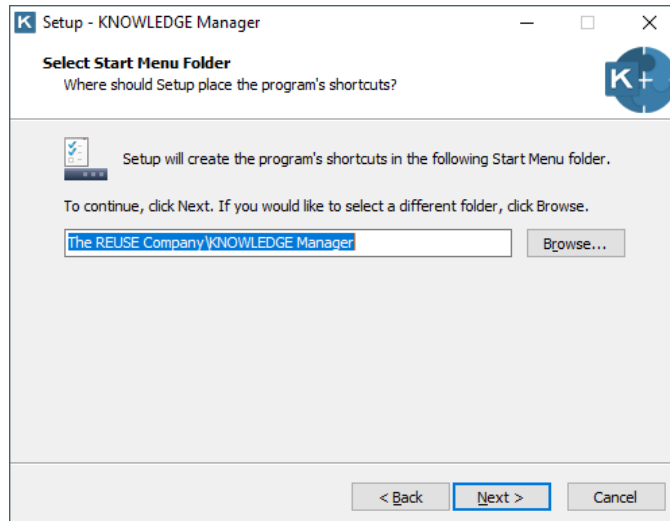 Setup - KNOWLEDGE Manager
Select Start Menu Folder
Where should Setup place the program's shortcuts?
K
Setup will create the program's shortcuts in the following Start Menu folder.
To continue, click Next. If you would like to select a different folder, click Browse.
The REUSE Company\KNOWLEDGE Manager
Browse...
< Back
Next >
Cancel